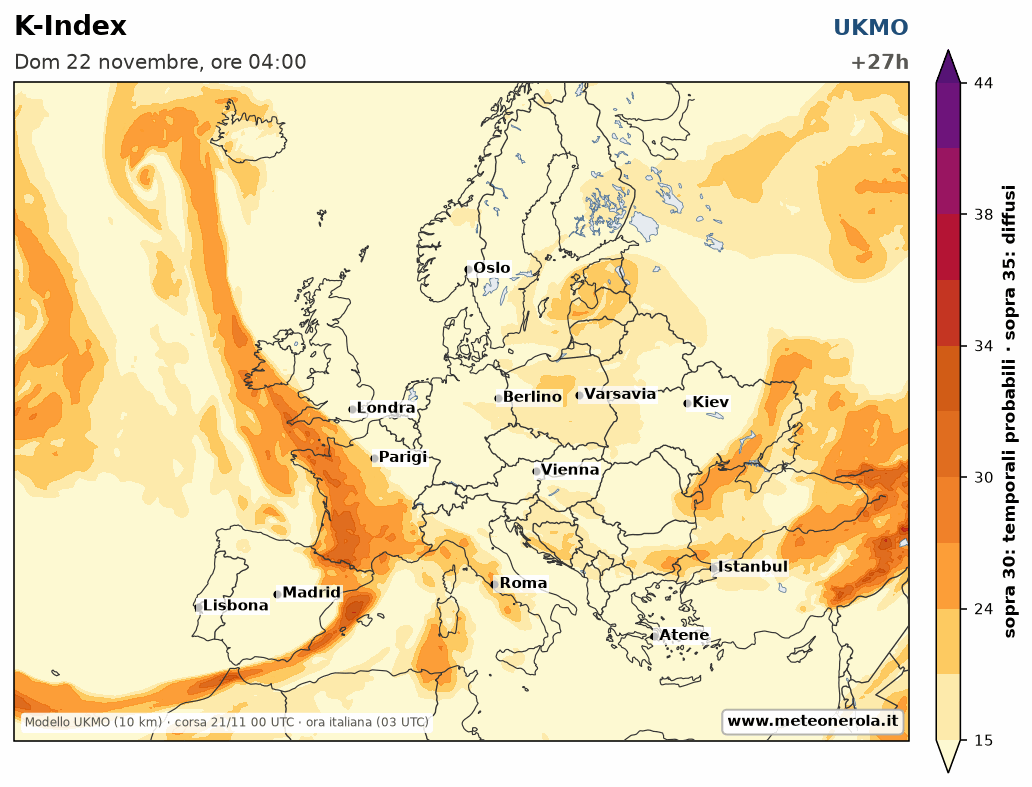 K-Index
UKMO
Dom 22 novembre, ore 04:00
+27h
44
38
34
30
24
15
sopra 30: temporali probabili · sopra 35: diffusi
Oslo
Londra
Berlino
Varsavia
Kiev
Parigi
Vienna
Istanbul
Roma
Madrid
Lisbona
Atene
Modello UKMO (10 km) · corsa 21/11 00 UTC · ora italiana (03 UTC)
www.meteonerola.it